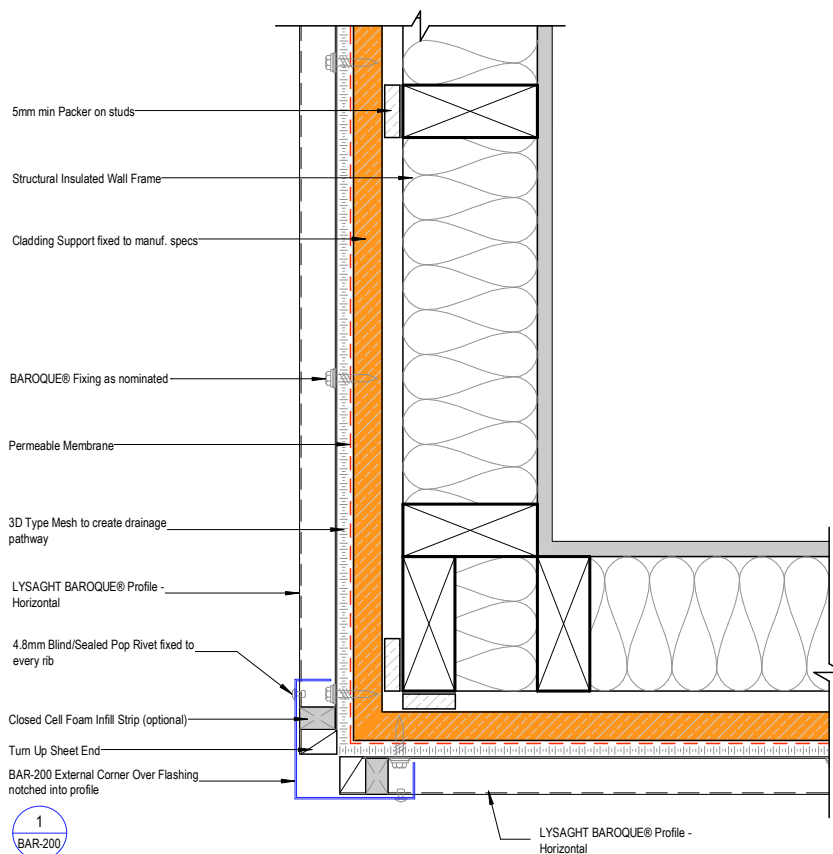 5mm min Packer on studs
Structural Insulated Wall Frame
Cladding Support fixed to manuf. specs
BAROQUE® Fixing as nominated
Permeable Membrane
3D Type Mesh to create drainage
pathway
LYSAGHT BAROQUE® Profile -
Horizontal
4.8mm Blind/Sealed Pop Rivet fixed to
every rib
Closed Cell Foam Infill Strip (optional)
Turn Up Sheet End
BAR-200 External Corner Over Flashing
notched into profile
1
BAR-200
LYSAGHT BAROQUE® Profile -
Horizontal